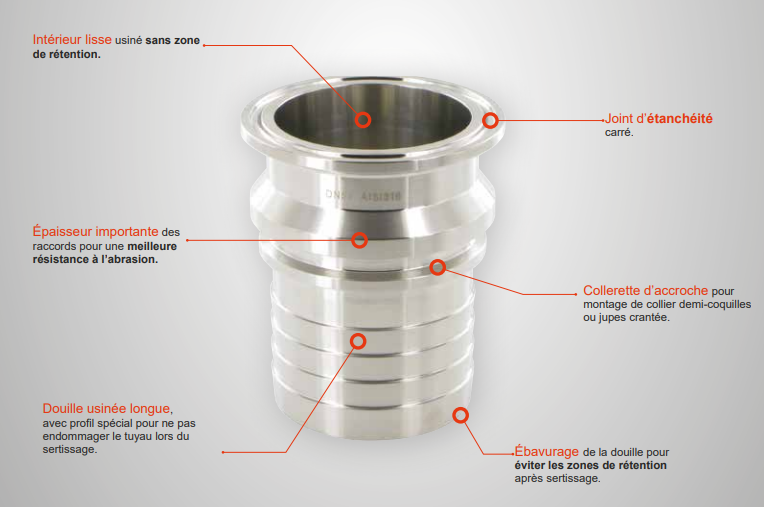 Intérieur lisse usiné sans zone
de rétention.
Joint d'étanchéité
carré.
Épaisseur importante des
raccords pour une meilleure
résistance à l'abrasion.
Collerette d'accroche pour
montage de collier demi-coquilles
ou jupes crantée.
Douille usinée longue,
avec profil spécial pour ne pas
endommager le tuyau lors du
sertissage.
Ébavurage de la douille pour
éviter les zones de rétention
après sertissage.
AISI316